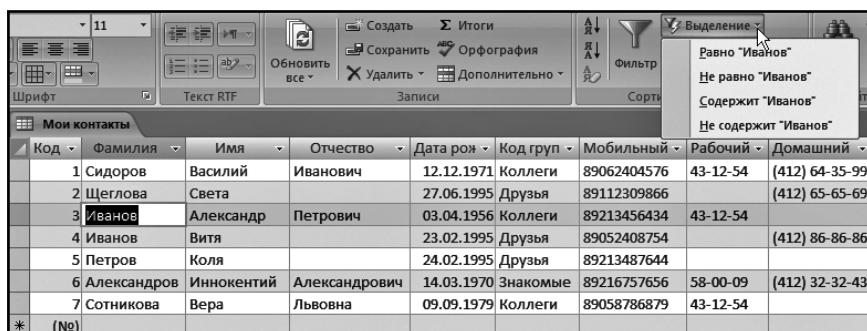 11 Создать Σ Итоги Выделение
Сохранить ABC Орфография Равно "Иванов"
Обновить все Удалить Дополнительно Фильтр Не равно "Иванов"
Шрифт Текст RTF Записи Сорти Содержит "Иванов"
Мои контакты Не содержит "Иванов"
Код Фамилия Имя Отчество Дата рож Код груп Мобильный Рабочий Домашний
1 Сидоров Василий Иванович 12.12.1971 Коллеги 89062404576 43-12-54 (412) 64-35-99
2 Щеглова Света 27.06.1995 Друзья 89112309866 (412) 65-65-69
3 Иванов Александр Петрович 03.04.1956 Коллеги 89213456434 43-12-54
4 Иванов Витя 23.02.1995 Друзья 89052408754 (412) 86-86-86
5 Петров Коля 24.02.1995 Друзья 89213487644
6 Александров Иннокентий Александрович 14.03.1970 Знакомые 89216757656 58-00-09 (412) 32-32-43
7 Сотникова Вера Львовна 09.09.1979 Коллеги 89058786879 43-12-54
(№)